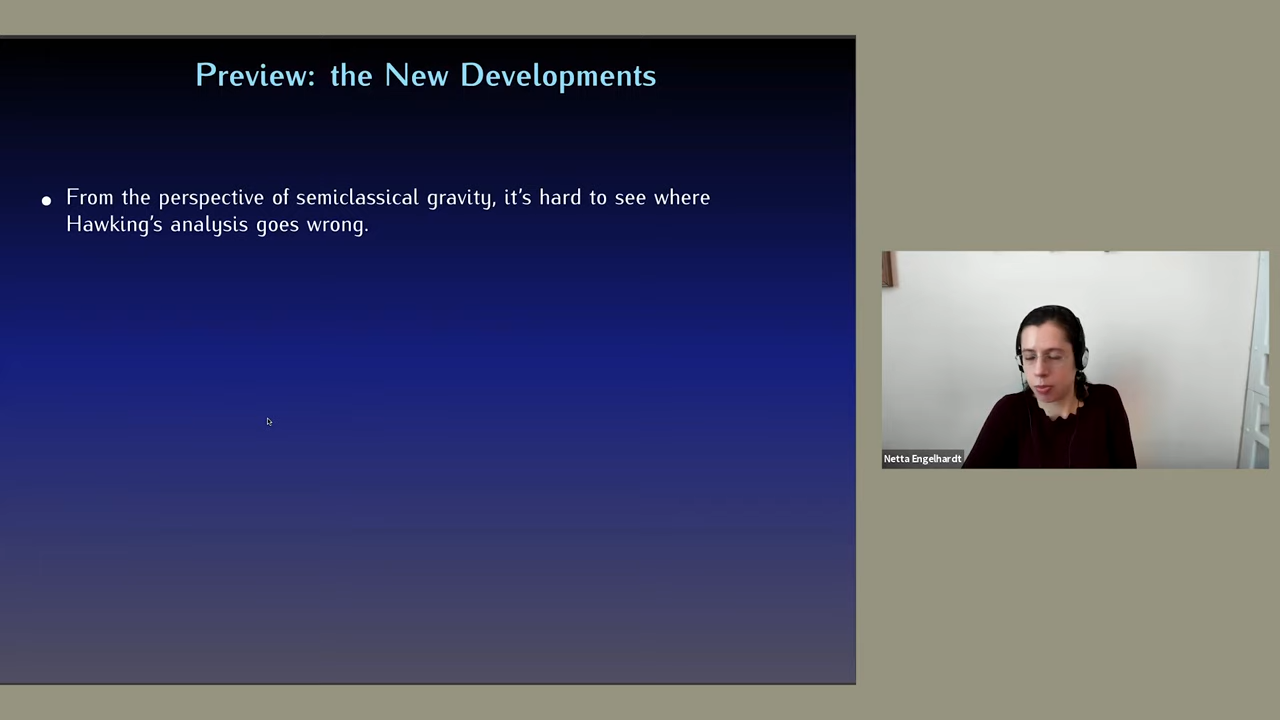 Preview: the New Developments
From the perspective of semiclassical gravity, it's hard to see where
Hawking's analysis goes wrong.
Netta Engelhardt